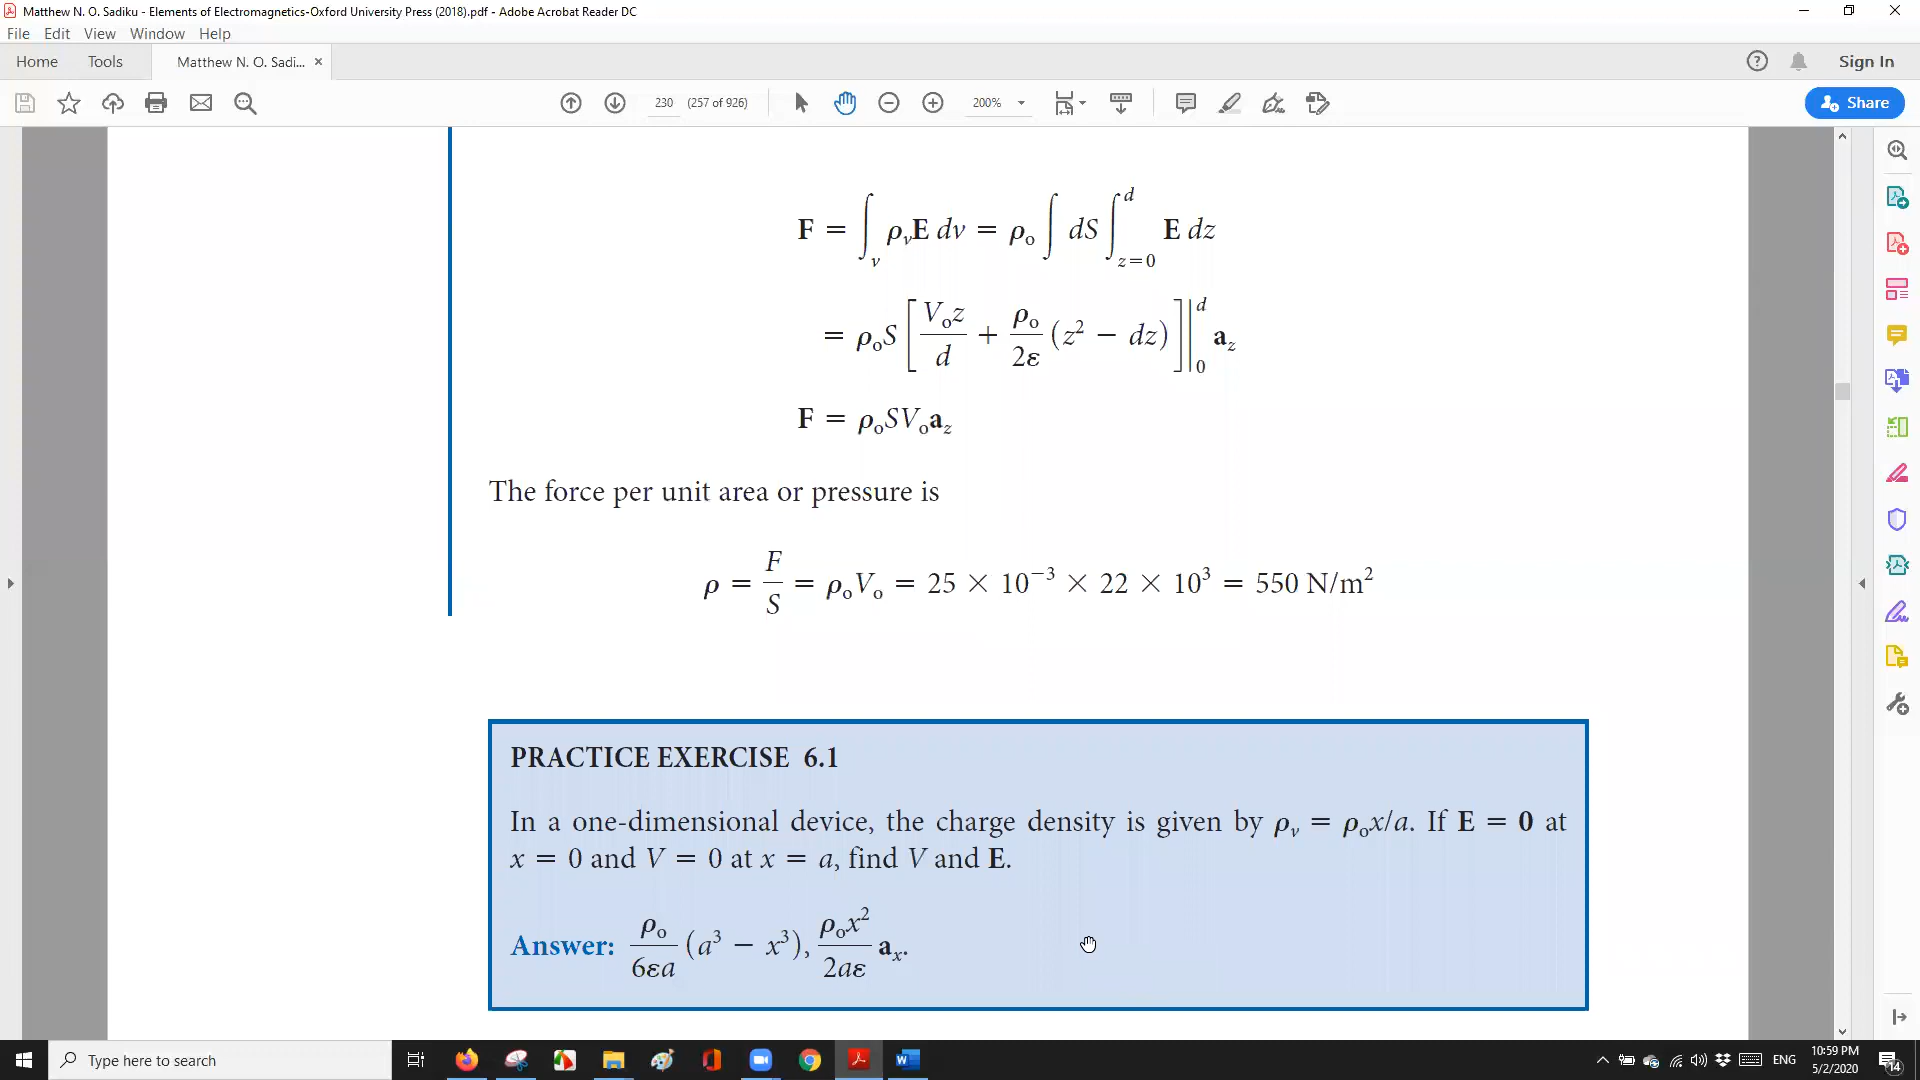 Matthew N. O. Sadiku - Elements of Electromagnetics-Oxford University Press (2018).pdf - Adobe Acrobat Reader DC
File Edit View Window Help
Home Tools Matthew N. O. Sadi... × Sign In
230 (257 of 926) 200% Share
F = ∫_v ρ_v E dv = ρ_o ∫ dS ∫_{z=0}^{d} E dz
= ρ_o S [ V_o z / d + ρ_o / 2ε (z² − dz) ] |_0^d a_z
F = ρ_o S V_o a_z
The force per unit area or pressure is
ρ = F / S = ρ_o V_o = 25 × 10⁻³ × 22 × 10³ = 550 N/m²
PRACTICE EXERCISE 6.1
In a one-dimensional device, the charge density is given by ρ_v = ρ_o x/a. If E = 0 at
x = 0 and V = 0 at x = a, find V and E.
Answer: ρ_o / 6εa (a³ − x³), ρ_o x² / 2aε a_x.
Type here to search
ENG
10:59 PM
5/2/2020
14